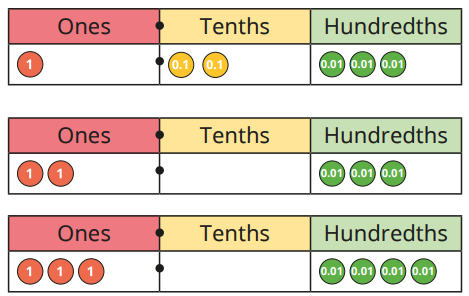 Ones Tenths Hundredths
1 0.1 0.1 0.01 0.01 0.01
Ones Tenths Hundredths
1 1 0.01 0.01 0.01
Ones Tenths Hundredths
1 1 1 0.01 0.01 0.01 0.01